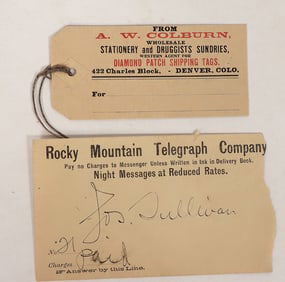 FROM
A. W. COLBURN,
WHOLESALE
STATIONERY and DRUGGISTS SUNDRIES,
WESTERN AGENT FOR
DIAMOND PATCH SHIPPING TAGS.
422 Charles Block, - DENVER, COLO.
For
Rocky Mountain Telegraph Company
Pay no Charges to Messenger Unless Written in Ink in Delivery Book.
Night Messages at Reduced Rates.
Jos. Sullivan
No. 21
Charges paid
Answer by this Line.